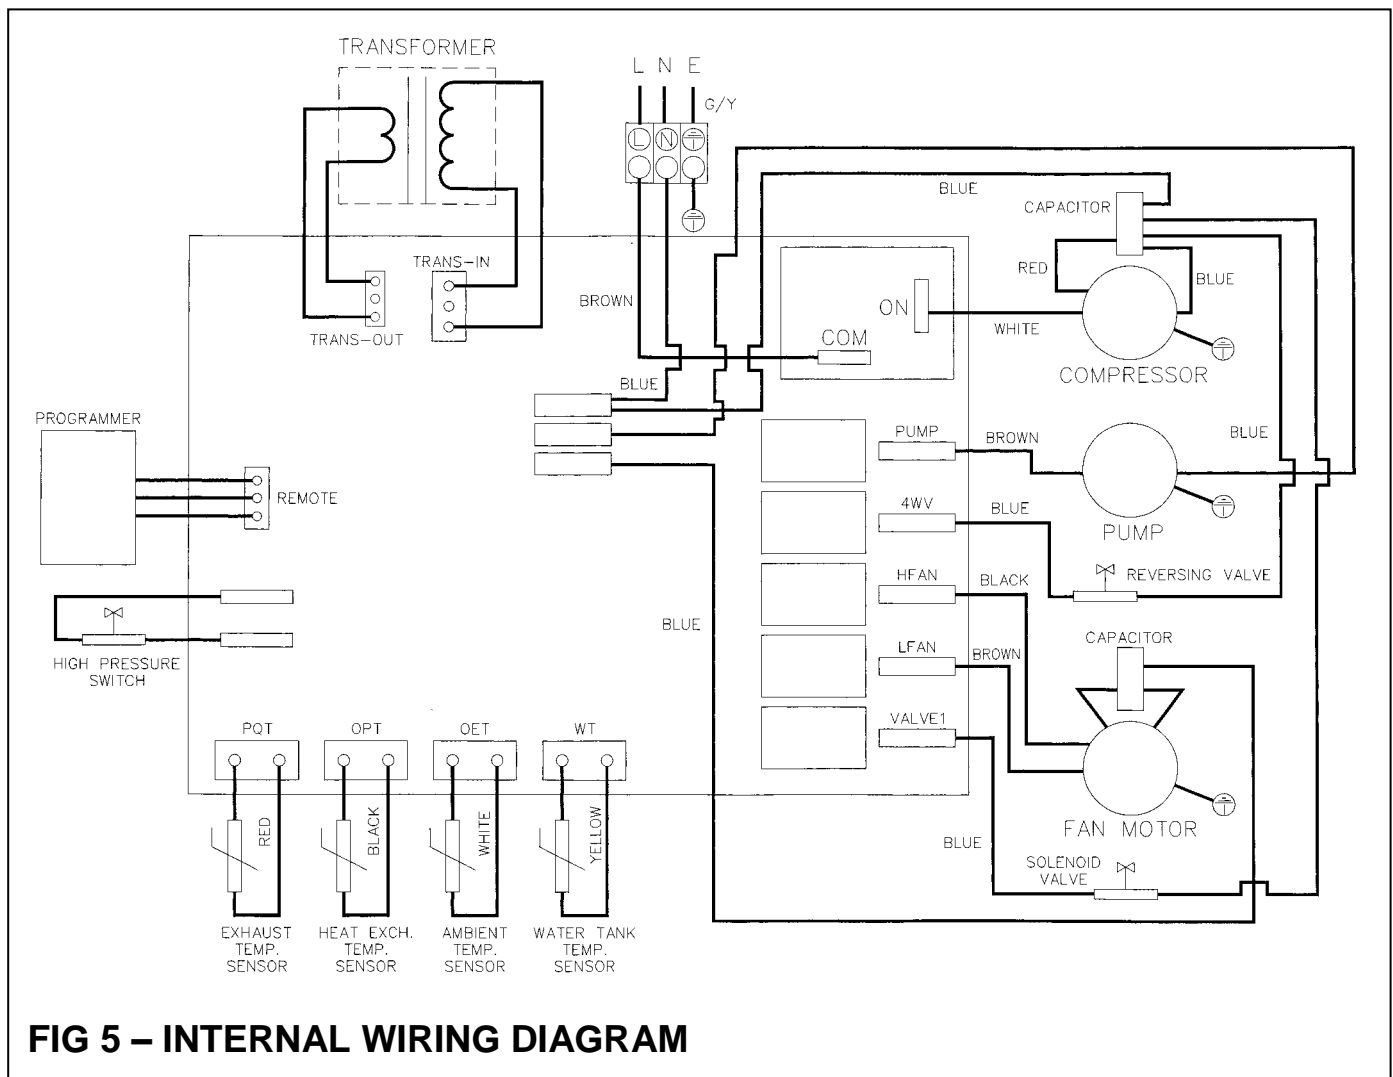 TRANSFORMER
L N E
G/Y
L N
BLUE
CAPACITOR
TRANS-IN
RED
BLUE
BROWN
ON
WHITE
TRANS-OUT
COM
COMPRESSOR
BLUE
PROGRAMMER
PUMP
BROWN
BLUE
REMOTE
4WV
BLUE
PUMP
HFAN
BLACK
REVERSING VALVE
BLUE
CAPACITOR
HIGH PRESSURE
SWITCH
LFAN
BROWN
VALVE1
PQT
OPT
OET
WT
RED
BLACK
WHITE
YELLOW
FAN MOTOR
BLUE
SOLENOID
VALVE
EXHAUST
TEMP.
SENSOR
HEAT EXCH.
TEMP.
SENSOR
AMBIENT
TEMP.
SENSOR
WATER TANK
TEMP.
SENSOR
FIG 5 – INTERNAL WIRING DIAGRAM